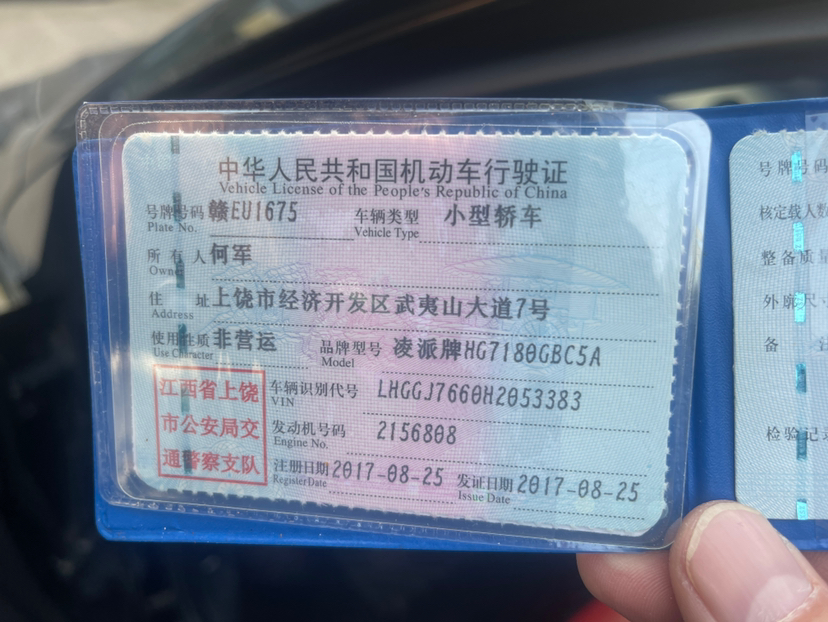 中华人民共和国机动车行驶证
Vehicle License of the People's Republic of China
号牌号码 赣EU1675 车辆类型 小型轿车
Plate No. Vehicle Type
所有人 何军
Owner
住址 上饶市经济开发区武夷山大道7号
Address
使用性质 非营运 品牌型号 凌派牌HG7180GBC5A
Use Character Model
江西省上饶
市公安局交
通警察支队
车辆识别代号 LHGGJ7660H2053383
VIN
发动机号码 2156808
Engine No.
注册日期 2017-08-25 发证日期 2017-08-25
Register Date Issue Date
号牌号码
核定载人数
整备质量
外廓尺寸
备注
检验记录